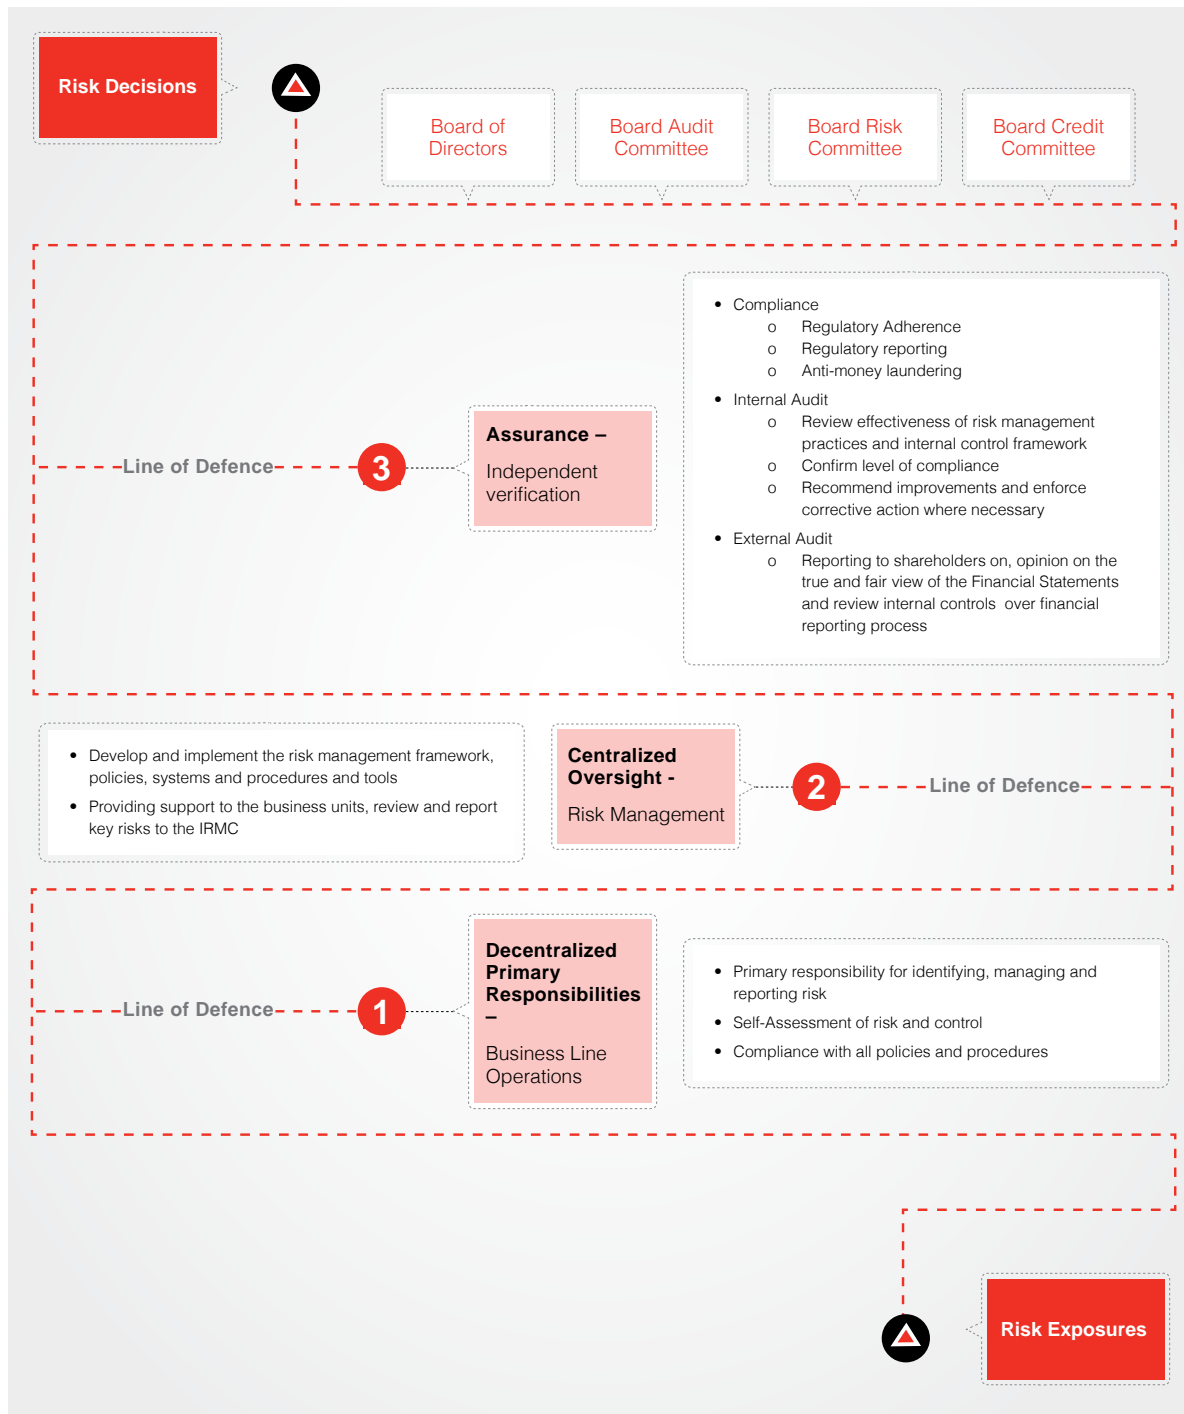 Risk Decisions
Board of
Directors
Board Audit
Committee
Board Risk
Committee
Board Credit
Committee
• Compliance
o Regulatory Adherence
o Regulatory reporting
o Anti-money laundering
• Internal Audit
o Review effectiveness of risk management
practices and internal control framework
o Confirm level of compliance
o Recommend improvements and enforce
corrective action where necessary
• External Audit
o Reporting to shareholders on, opinion on the
true and fair view of the Financial Statements
and review internal controls over financial
reporting process
Line of Defence
3
Assurance –
Independent
verification
• Develop and implement the risk management framework,
policies, systems and procedures and tools
• Providing support to the business units, review and report
key risks to the IRMC
Centralized
Oversight -
Risk Management
2
Line of Defence
Line of Defence
1
Decentralized
Primary
Responsibilities
–
Business Line
Operations
• Primary responsibility for identifying, managing and
reporting risk
• Self-Assessment of risk and control
• Compliance with all policies and procedures
Risk Exposures